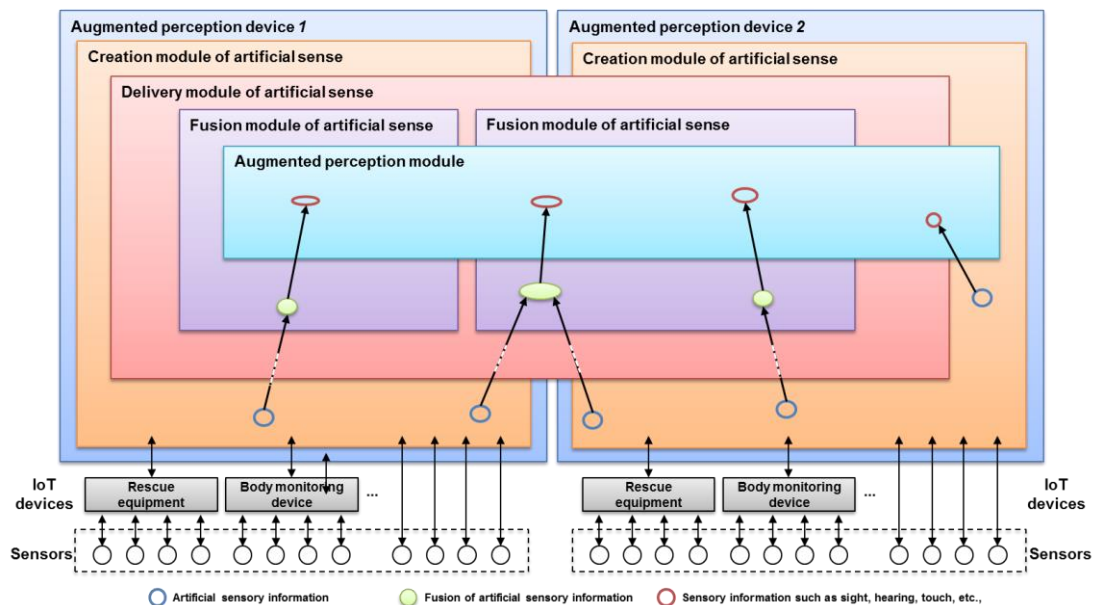 Augmented perception device 1
Augmented perception device 2
Creation module of artificial sense
Creation module of artificial sense
Delivery module of artificial sense
Fusion module of artificial sense
Fusion module of artificial sense
Augmented perception module
IoT
devices
Rescue
equipment
Body monitoring
device
...
Rescue
equipment
Body monitoring
device
...
IoT
devices
Sensors
Sensors
Artificial sensory information
Fusion of artificial sensory information
Sensory information such as sight, hearing, touch, etc.,